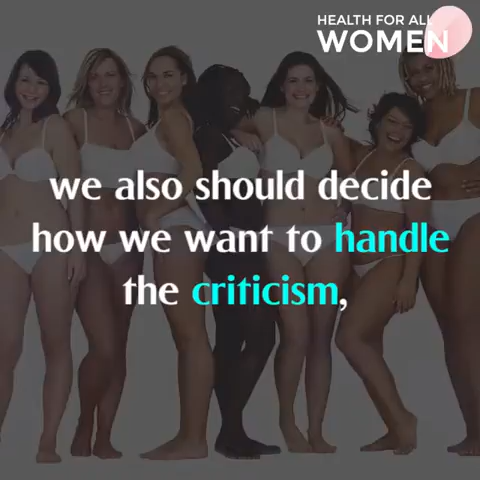 HEALTH FOR ALL
WOMEN
we also should decide
how we want to handle
the criticism,